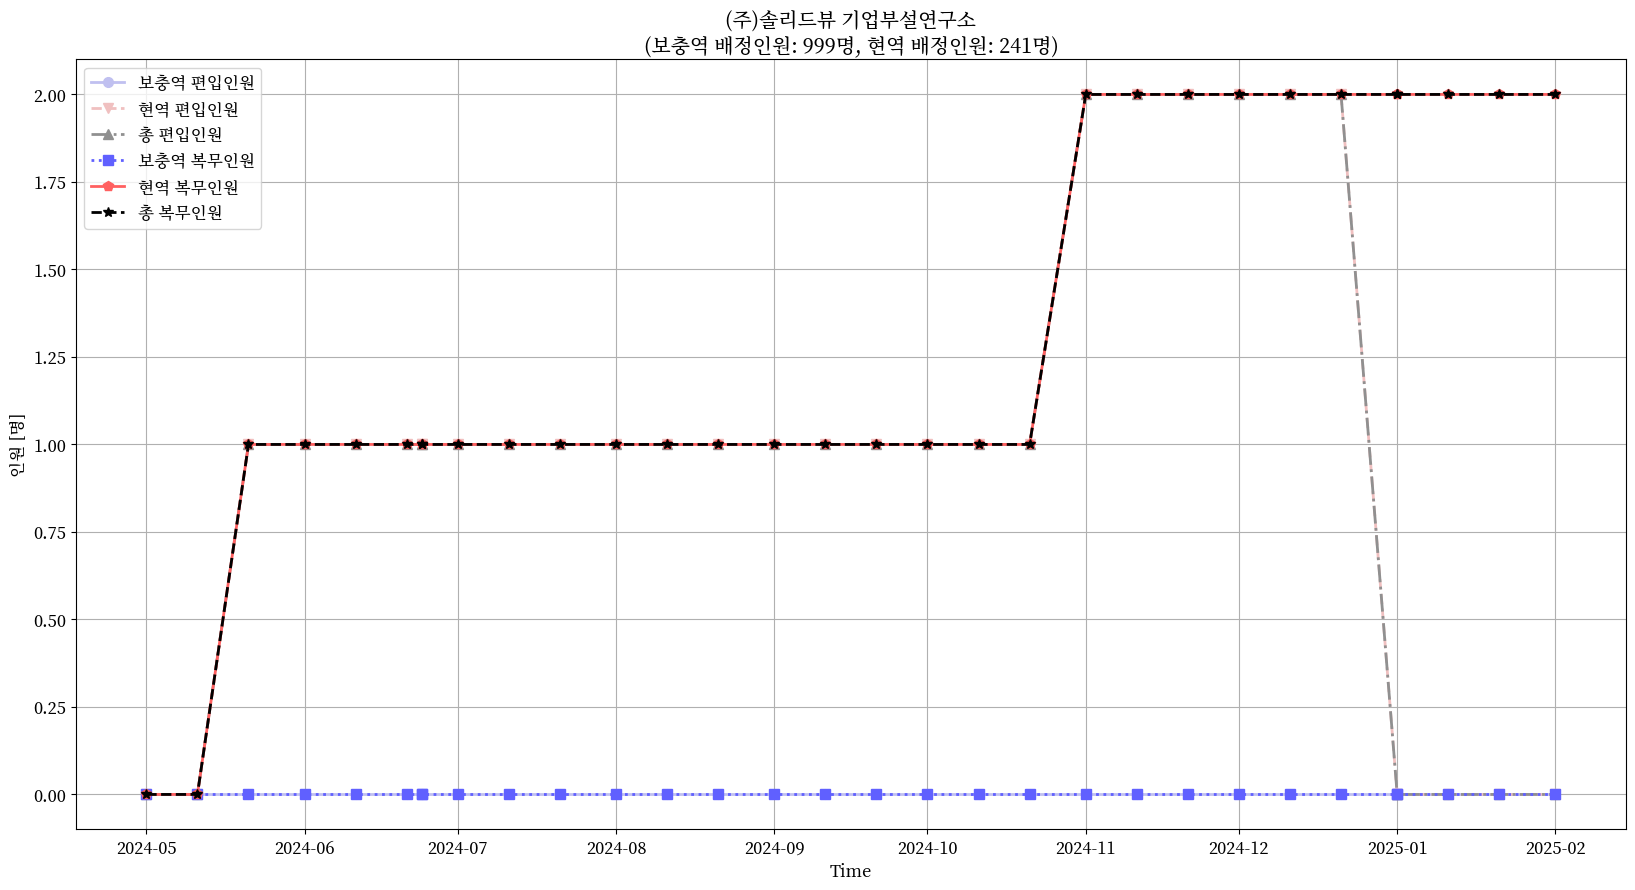 (주)솔리드뷰 기업부설연구소
(보충역 배정인원: 999명, 현역 배정인원: 241명)
보충역 편입인원
현역 편입인원
총 편입인원
보충역 복무인원
현역 복무인원
총 복무인원
2.00
1.75
1.50
1.25
1.00
0.75
0.50
0.25
0.00
인원 [명]
2024-05 2024-06 2024-07 2024-08 2024-09 2024-10 2024-11 2024-12 2025-01 2025-02
Time